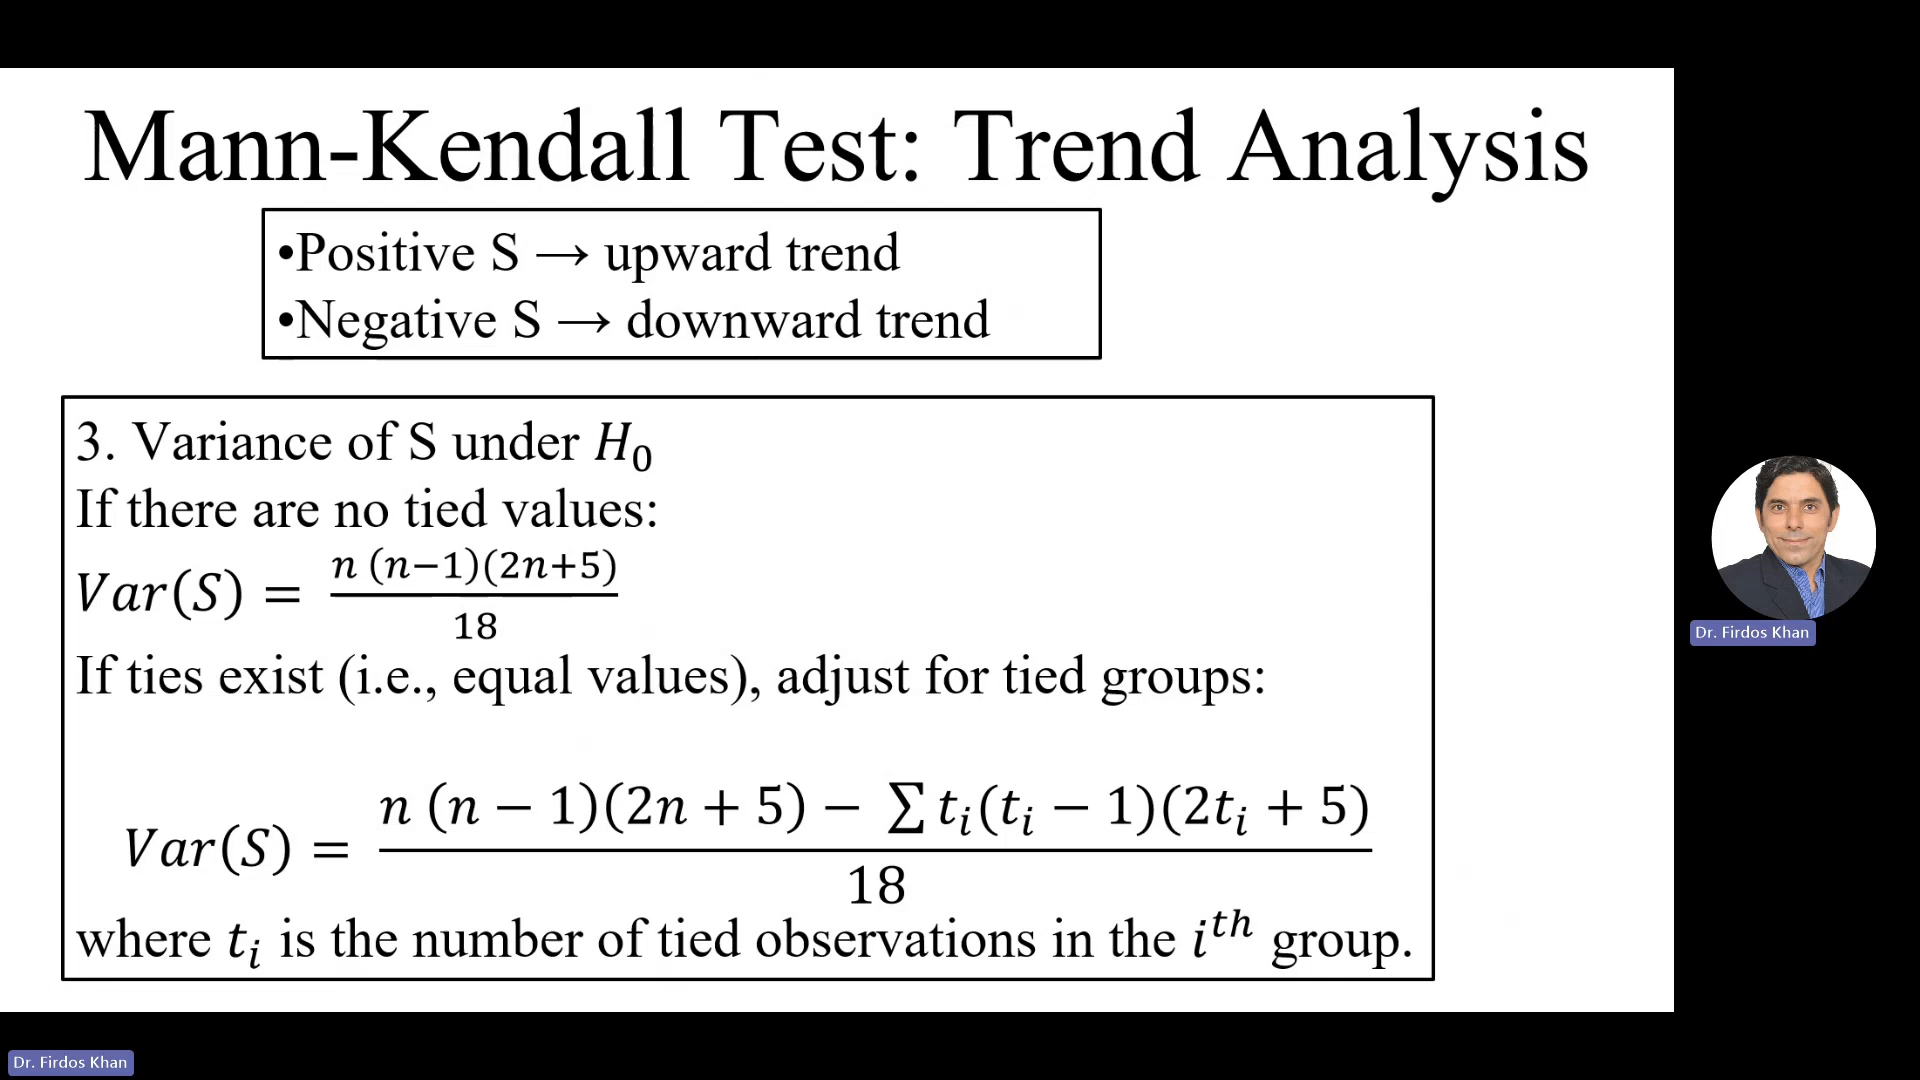 Mann-Kendall Test: Trend Analysis
•Positive S → upward trend
•Negative S → downward trend
3. Variance of S under H₀
If there are no tied values:
Var(S) = n (n−1)(2n+5) / 18
If ties exist (i.e., equal values), adjust for tied groups:
Var(S) = n (n − 1)(2n + 5) − ∑ tᵢ(tᵢ − 1)(2tᵢ + 5) / 18
where tᵢ is the number of tied observations in the iᵗʰ group.
Dr. Firdos Khan
Dr. Firdos Khan